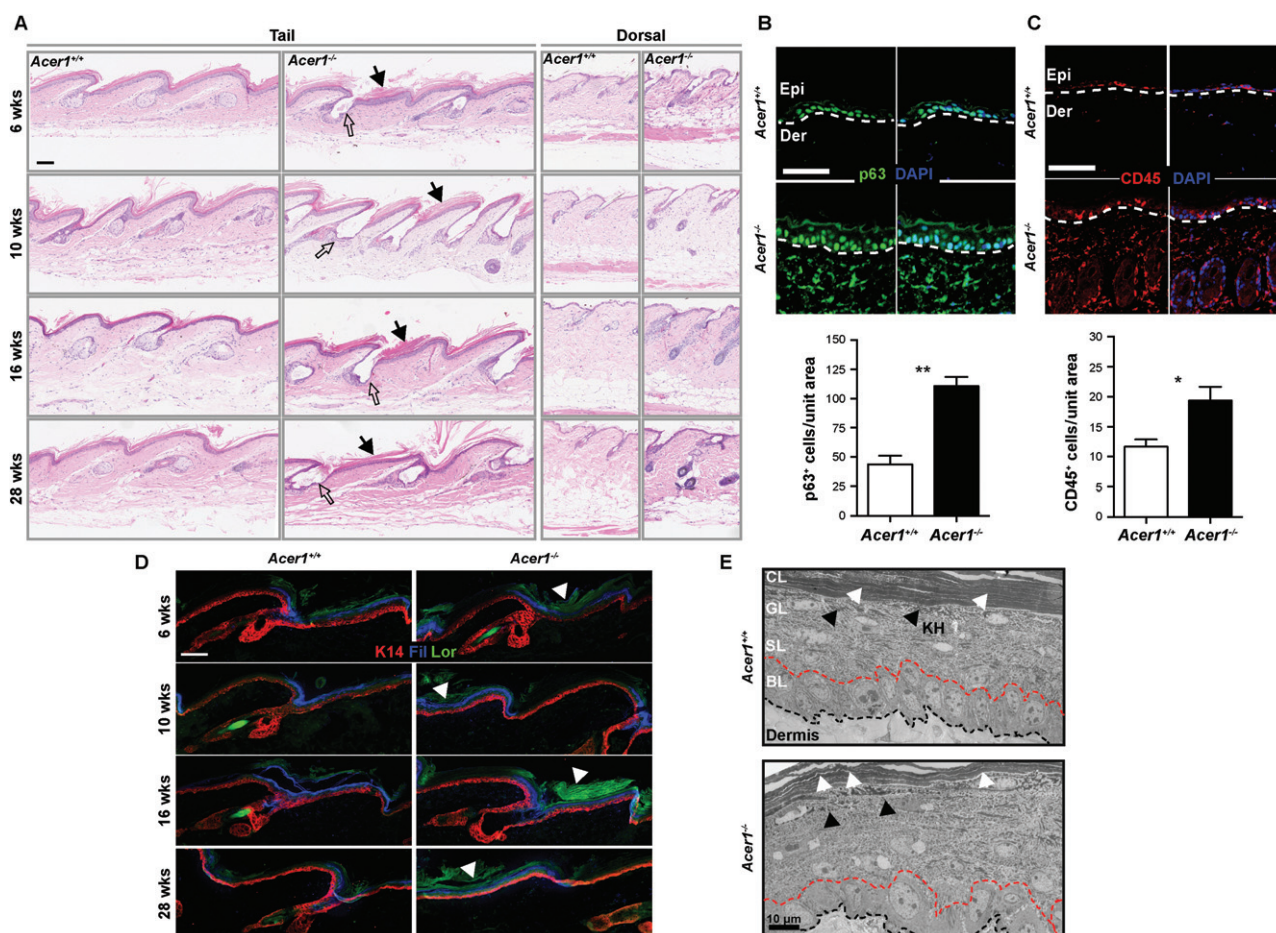 A
Tail
Dorsal
Acer1+/+
Acer1-/-
Acer1+/+
Acer1-/-
6 wks
10 wks
16 wks
28 wks
B
Acer1+/+
Epi
Der
p63 DAPI
Acer1-/-
p63+ cells/unit area
150
125
100
75
50
25
0
**
Acer1+/+
Acer1-/-
C
Acer1+/+
Epi
Der
CD45 DAPI
Acer1-/-
CD45+ cells/unit area
30
25
20
15
10
5
0
*
Acer1+/+
Acer1-/-
D
Acer1+/+
Acer1-/-
6 wks
K14 Fil Lor
10 wks
16 wks
28 wks
E
Acer1+/+
CL
GL
KH
SL
BL
Dermis
Acer1-/-
10 µm